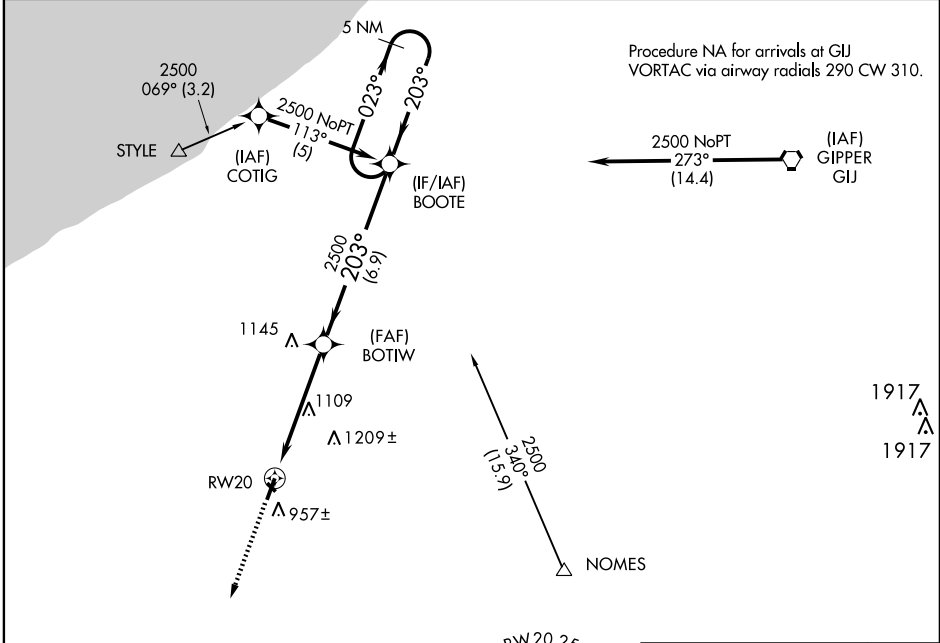 5 NM
Procedure NA for arrivals at GIJ
VORTAC via airway radials 290 CW 310.
2500
069° (3.2)
023°
203°
2500 NoPT
113°
(5)
STYLE
(IAF)
COTIG
(IF/IAF)
BOOTE
2500 NoPT
273°
(14.4)
(IAF)
GIPPER
GIJ
2500
203°
(6.9)
1145
(FAF)
BOTIW
1109
1209±
1917
1917
2500
340°
(15.9)
RW20
957±
NOMES